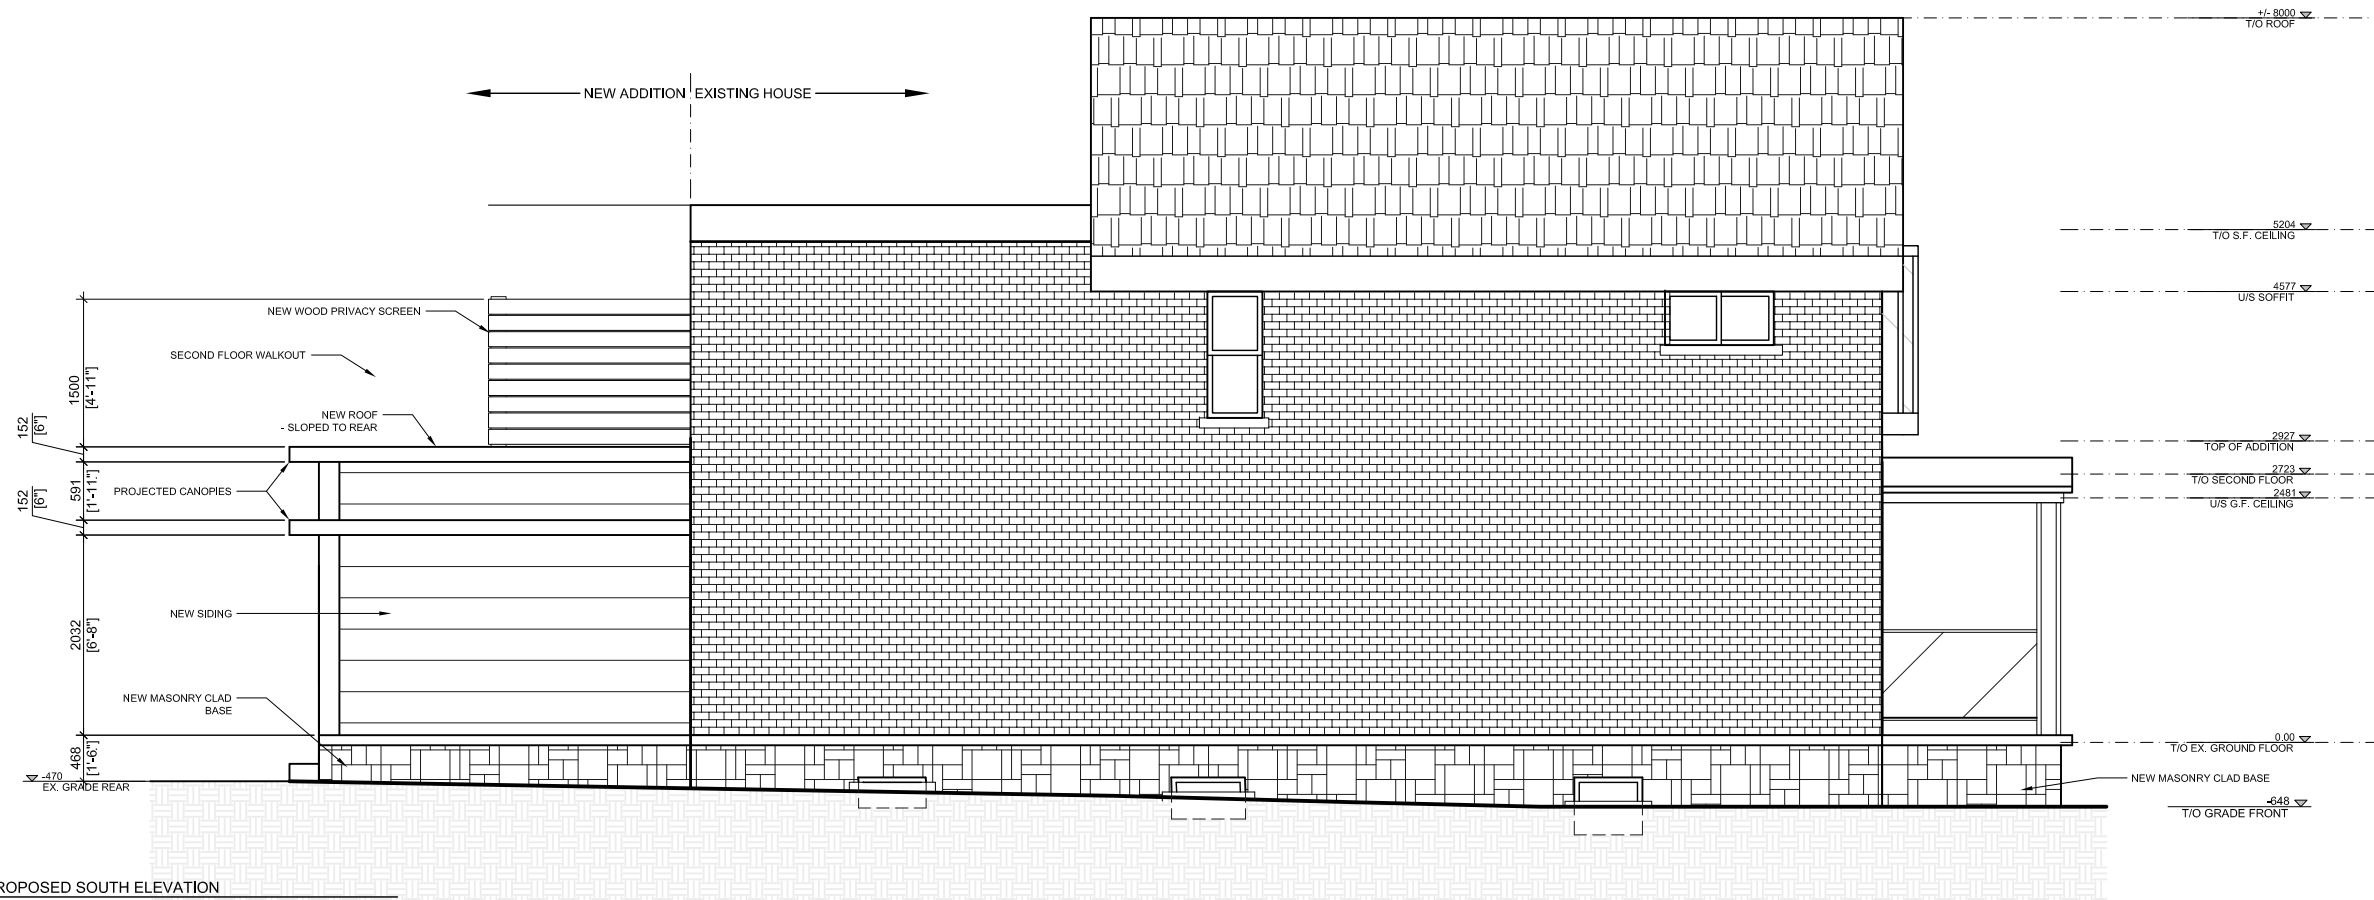 +/- 8000
T/O ROOF
NEW ADDITION EXISTING HOUSE
5204
T/O S.F. CEILING
4577
U/S SOFFIT
NEW WOOD PRIVACY SCREEN
SECOND FLOOR WALKOUT
1500
[4'-11"]
NEW ROOF
- SLOPED TO REAR
152
[6"]
2927
TOP OF ADDITION
2723
T/O SECOND FLOOR
2481
U/S G.F. CEILING
591
[1'-11"]
PROJECTED CANOPIES
152
[6"]
NEW SIDING
2032
[6'-8"]
NEW MASONRY CLAD
BASE
468
[1'-6"]
0.00
T/O EX. GROUND FLOOR
-470
EX. GRADE REAR
NEW MASONRY CLAD BASE
-648
T/O GRADE FRONT
ROPOSED SOUTH ELEVATION